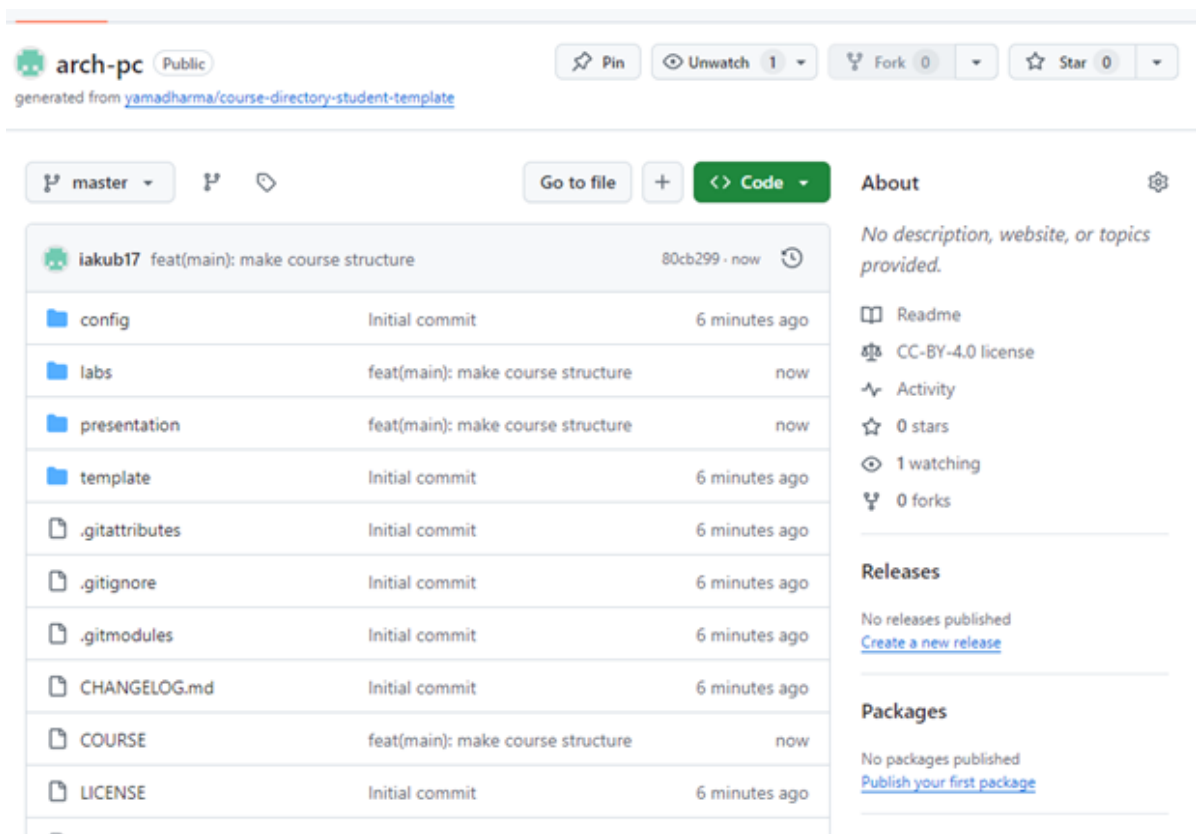 arch-pc Public Pin Unwatch 1 Fork 0 Star 0
generated from yamadharma/course-directory-student-template
master Go to file + <> Code
iakub17 feat(main): make course structure 80cb299 · now
config Initial commit 6 minutes ago
labs feat(main): make course structure now
presentation feat(main): make course structure now
template Initial commit 6 minutes ago
.gitattributes Initial commit 6 minutes ago
.gitignore Initial commit 6 minutes ago
.gitmodules Initial commit 6 minutes ago
CHANGELOG.md Initial commit 6 minutes ago
COURSE feat(main): make course structure now
LICENSE Initial commit 6 minutes ago
About
No description, website, or topics
provided.
Readme
CC-BY-4.0 license
Activity
0 stars
1 watching
0 forks
Releases
No releases published
Create a new release
Packages
No packages published
Publish your first package